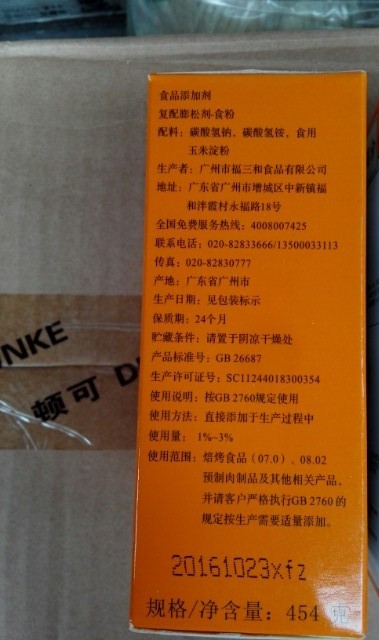 食品添加剂
复配膨松剂-食粉
配料：碳酸氢钠，碳酸氢铵，食用
玉米淀粉
生产者：广州市福三和食品有限公司
地址：广东省广州市增城区中新镇福
和泮霞村永福路18号
全国免费服务热线：4008007425
联系电话：020-82833666/13500033113
传真：020-82830777
产地：广东省广州市
生产日期：见包装标示
保质期：24个月
贮藏条件：请置于阴凉干燥处
产品标准号：GB 26687
生产许可证号：SC11244018300354
使用说明：按GB 2760规定使用
使用方法：直接添加于生产过程中
使用量：1%~3%
使用范围：焙烤食品（07.0）、08.02
预制肉制品及其他相关产品。
并请客户严格执行GB 2760 的
规定按生产需要适量添加。
20161023xfz
规格/净含量：454 克
NKE
顿可 D